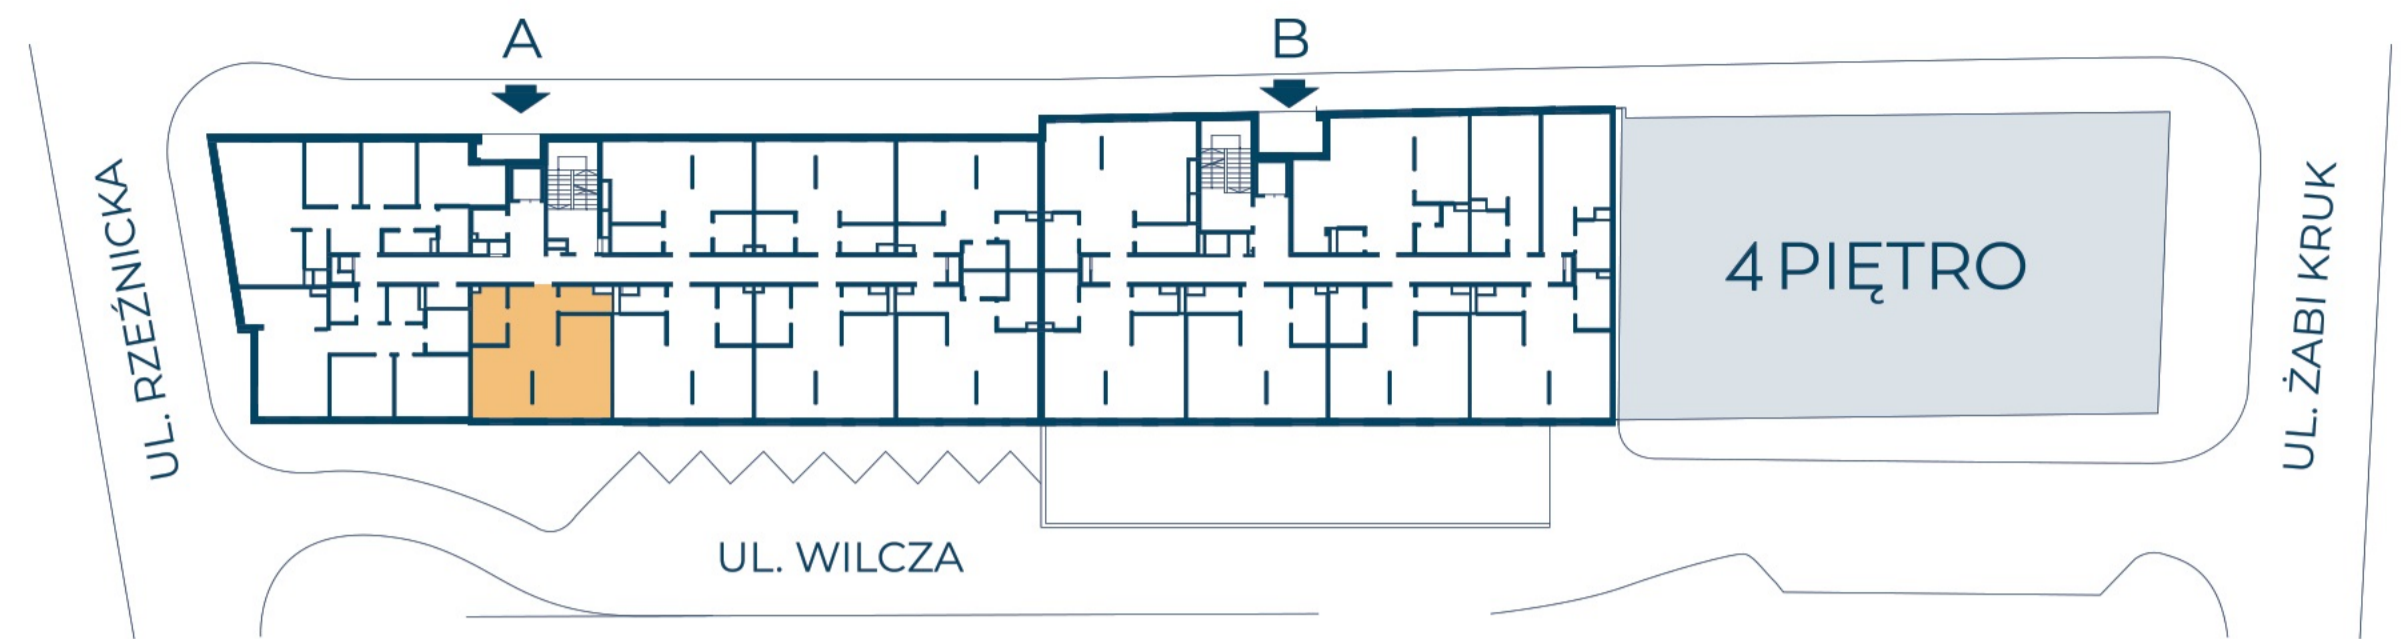 A
B
UL. RZEŹNICKA
4 PIĘTRO
UL. ŻABI KRUK
UL. WILCZA